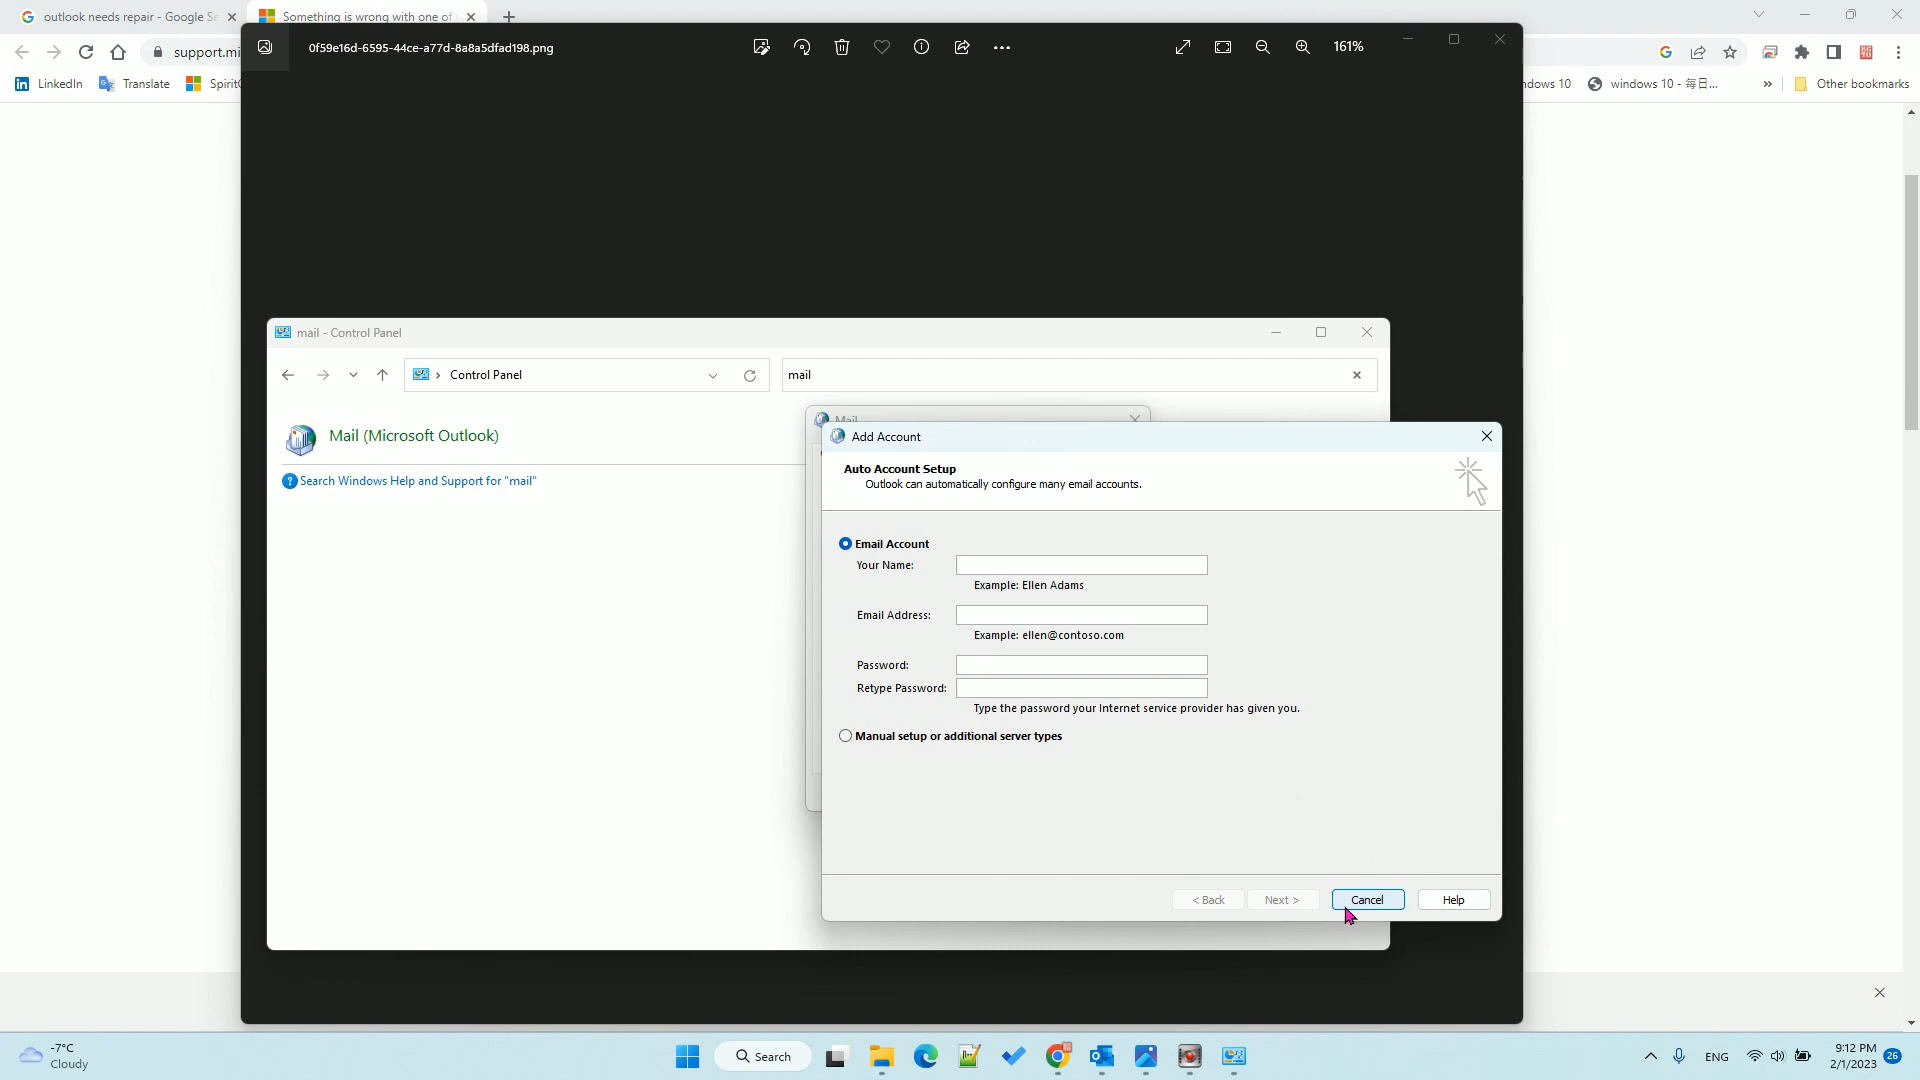 outlook needs repair - Google Se
Something is wrong with one of
support.mi
LinkedIn
Translate
Spirit
ndows 10
windows 10 - 每日...
»
Other bookmarks
0f59e16d-6595-44ce-a77d-8a8a5dfad198.png
161%
mail - Control Panel
Control Panel
mail
Mail (Microsoft Outlook)
Search Windows Help and Support for "mail"
Mail
Add Account
Auto Account Setup
Outlook can automatically configure many email accounts.
Email Account
Your Name:
Example: Ellen Adams
Email Address:
Example: ellen@contoso.com
Password:
Retype Password:
Type the password your Internet service provider has given you.
Manual setup or additional server types
< Back
Next >
Cancel
Help
-7°C
Cloudy
Search
ENG
9:12 PM
2/1/2023
26